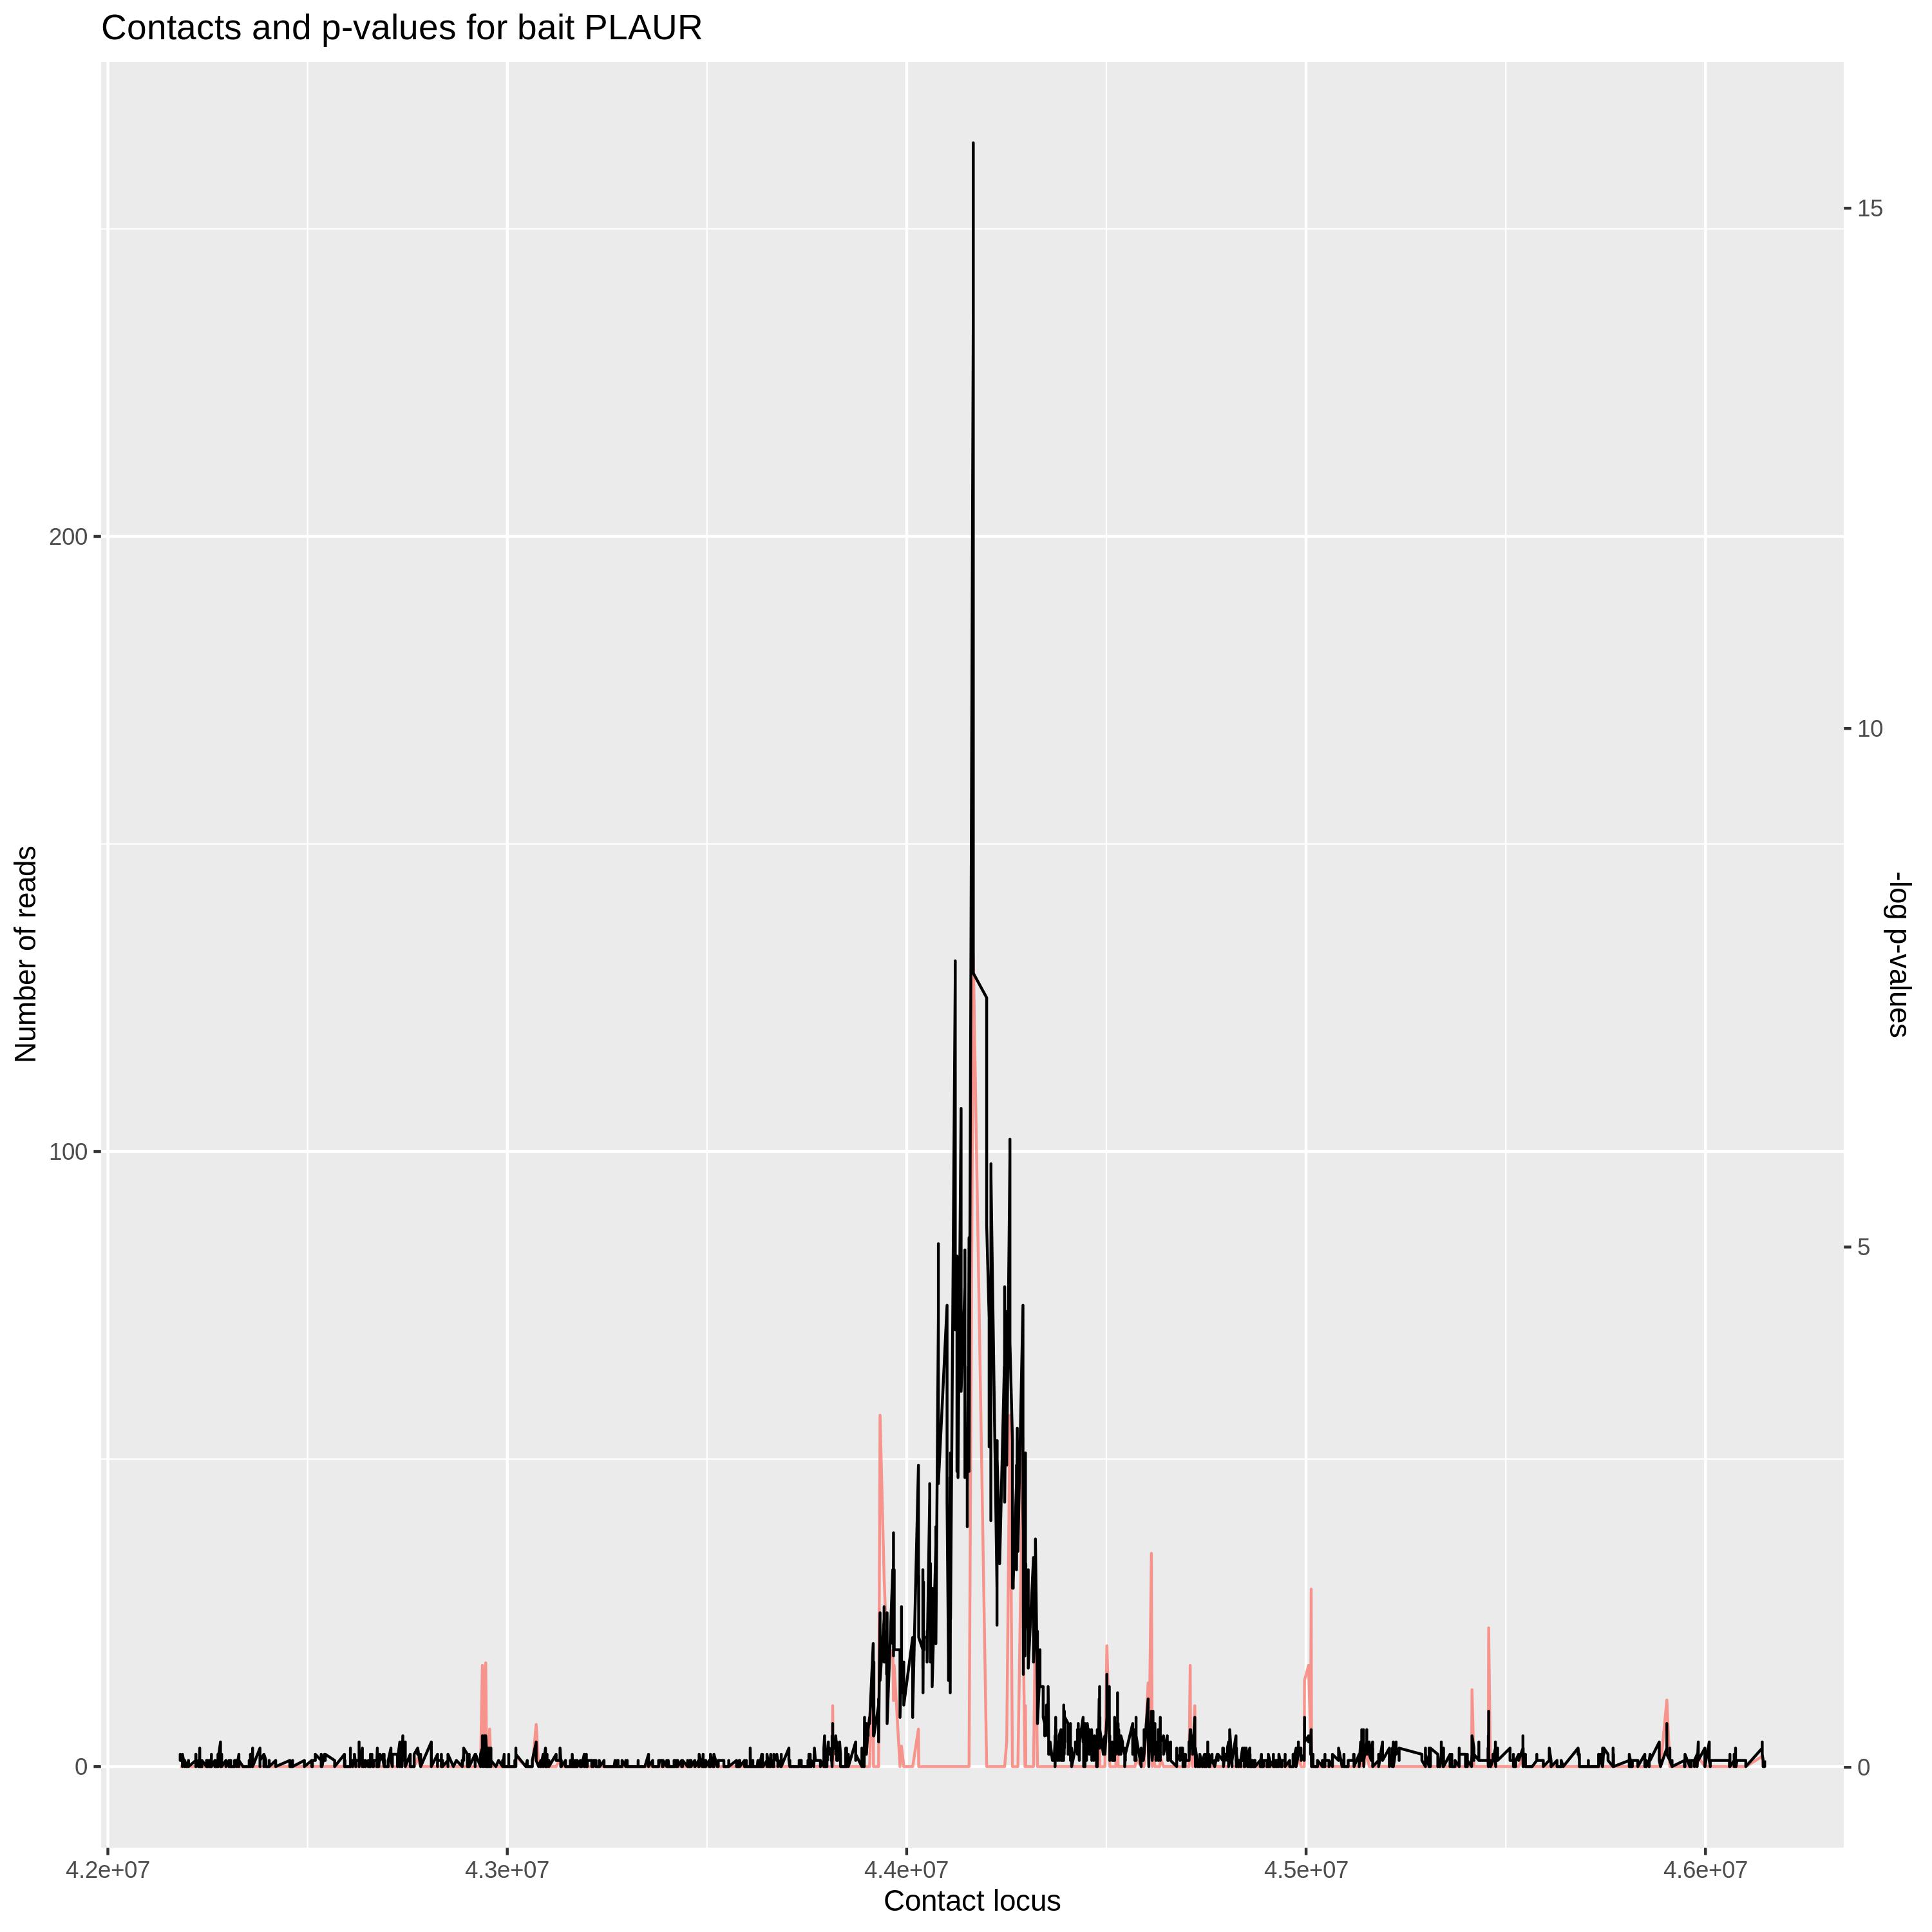 Contacts and p-values for bait PLAUR
Number of reads
200
100
0
15
10
5
0
-log p-values
4.2e+07 4.3e+07 4.4e+07 4.5e+07 4.6e+07
Contact locus